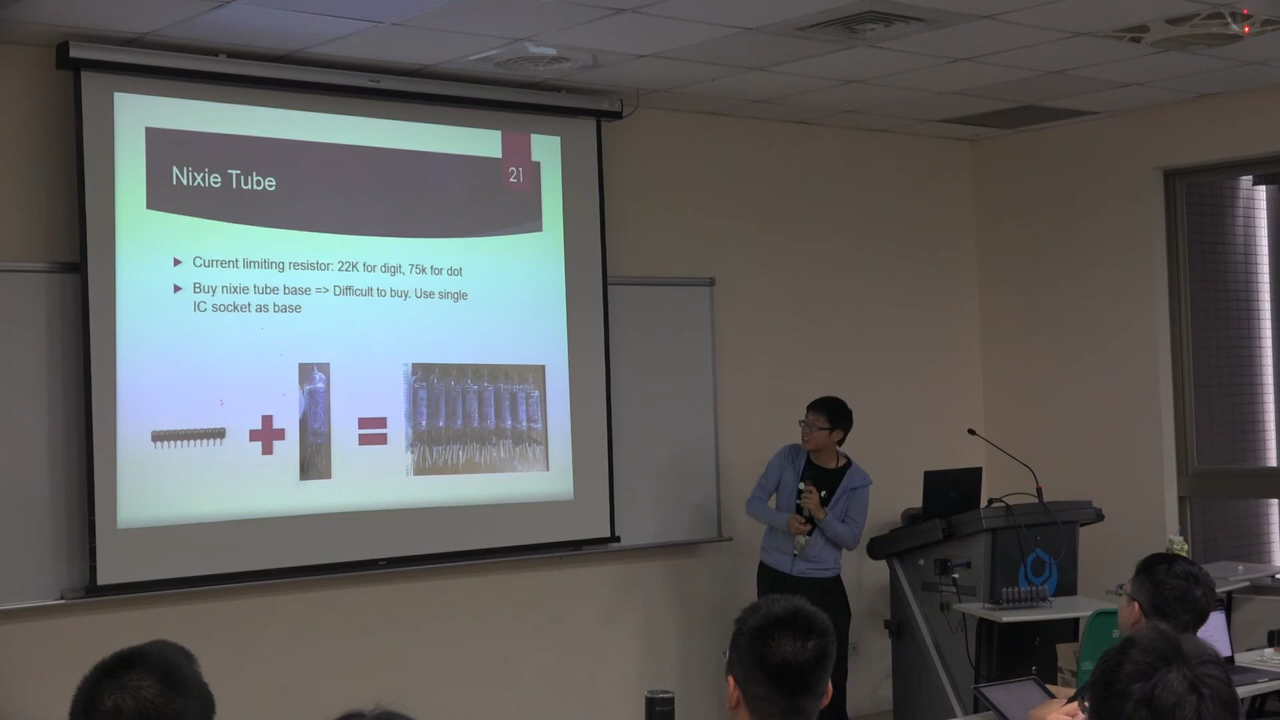 Nixie Tube
21
Current limiting resistor: 22K for digit, 75k for dot
Buy nixie tube base => Difficult to buy. Use single
IC socket as base